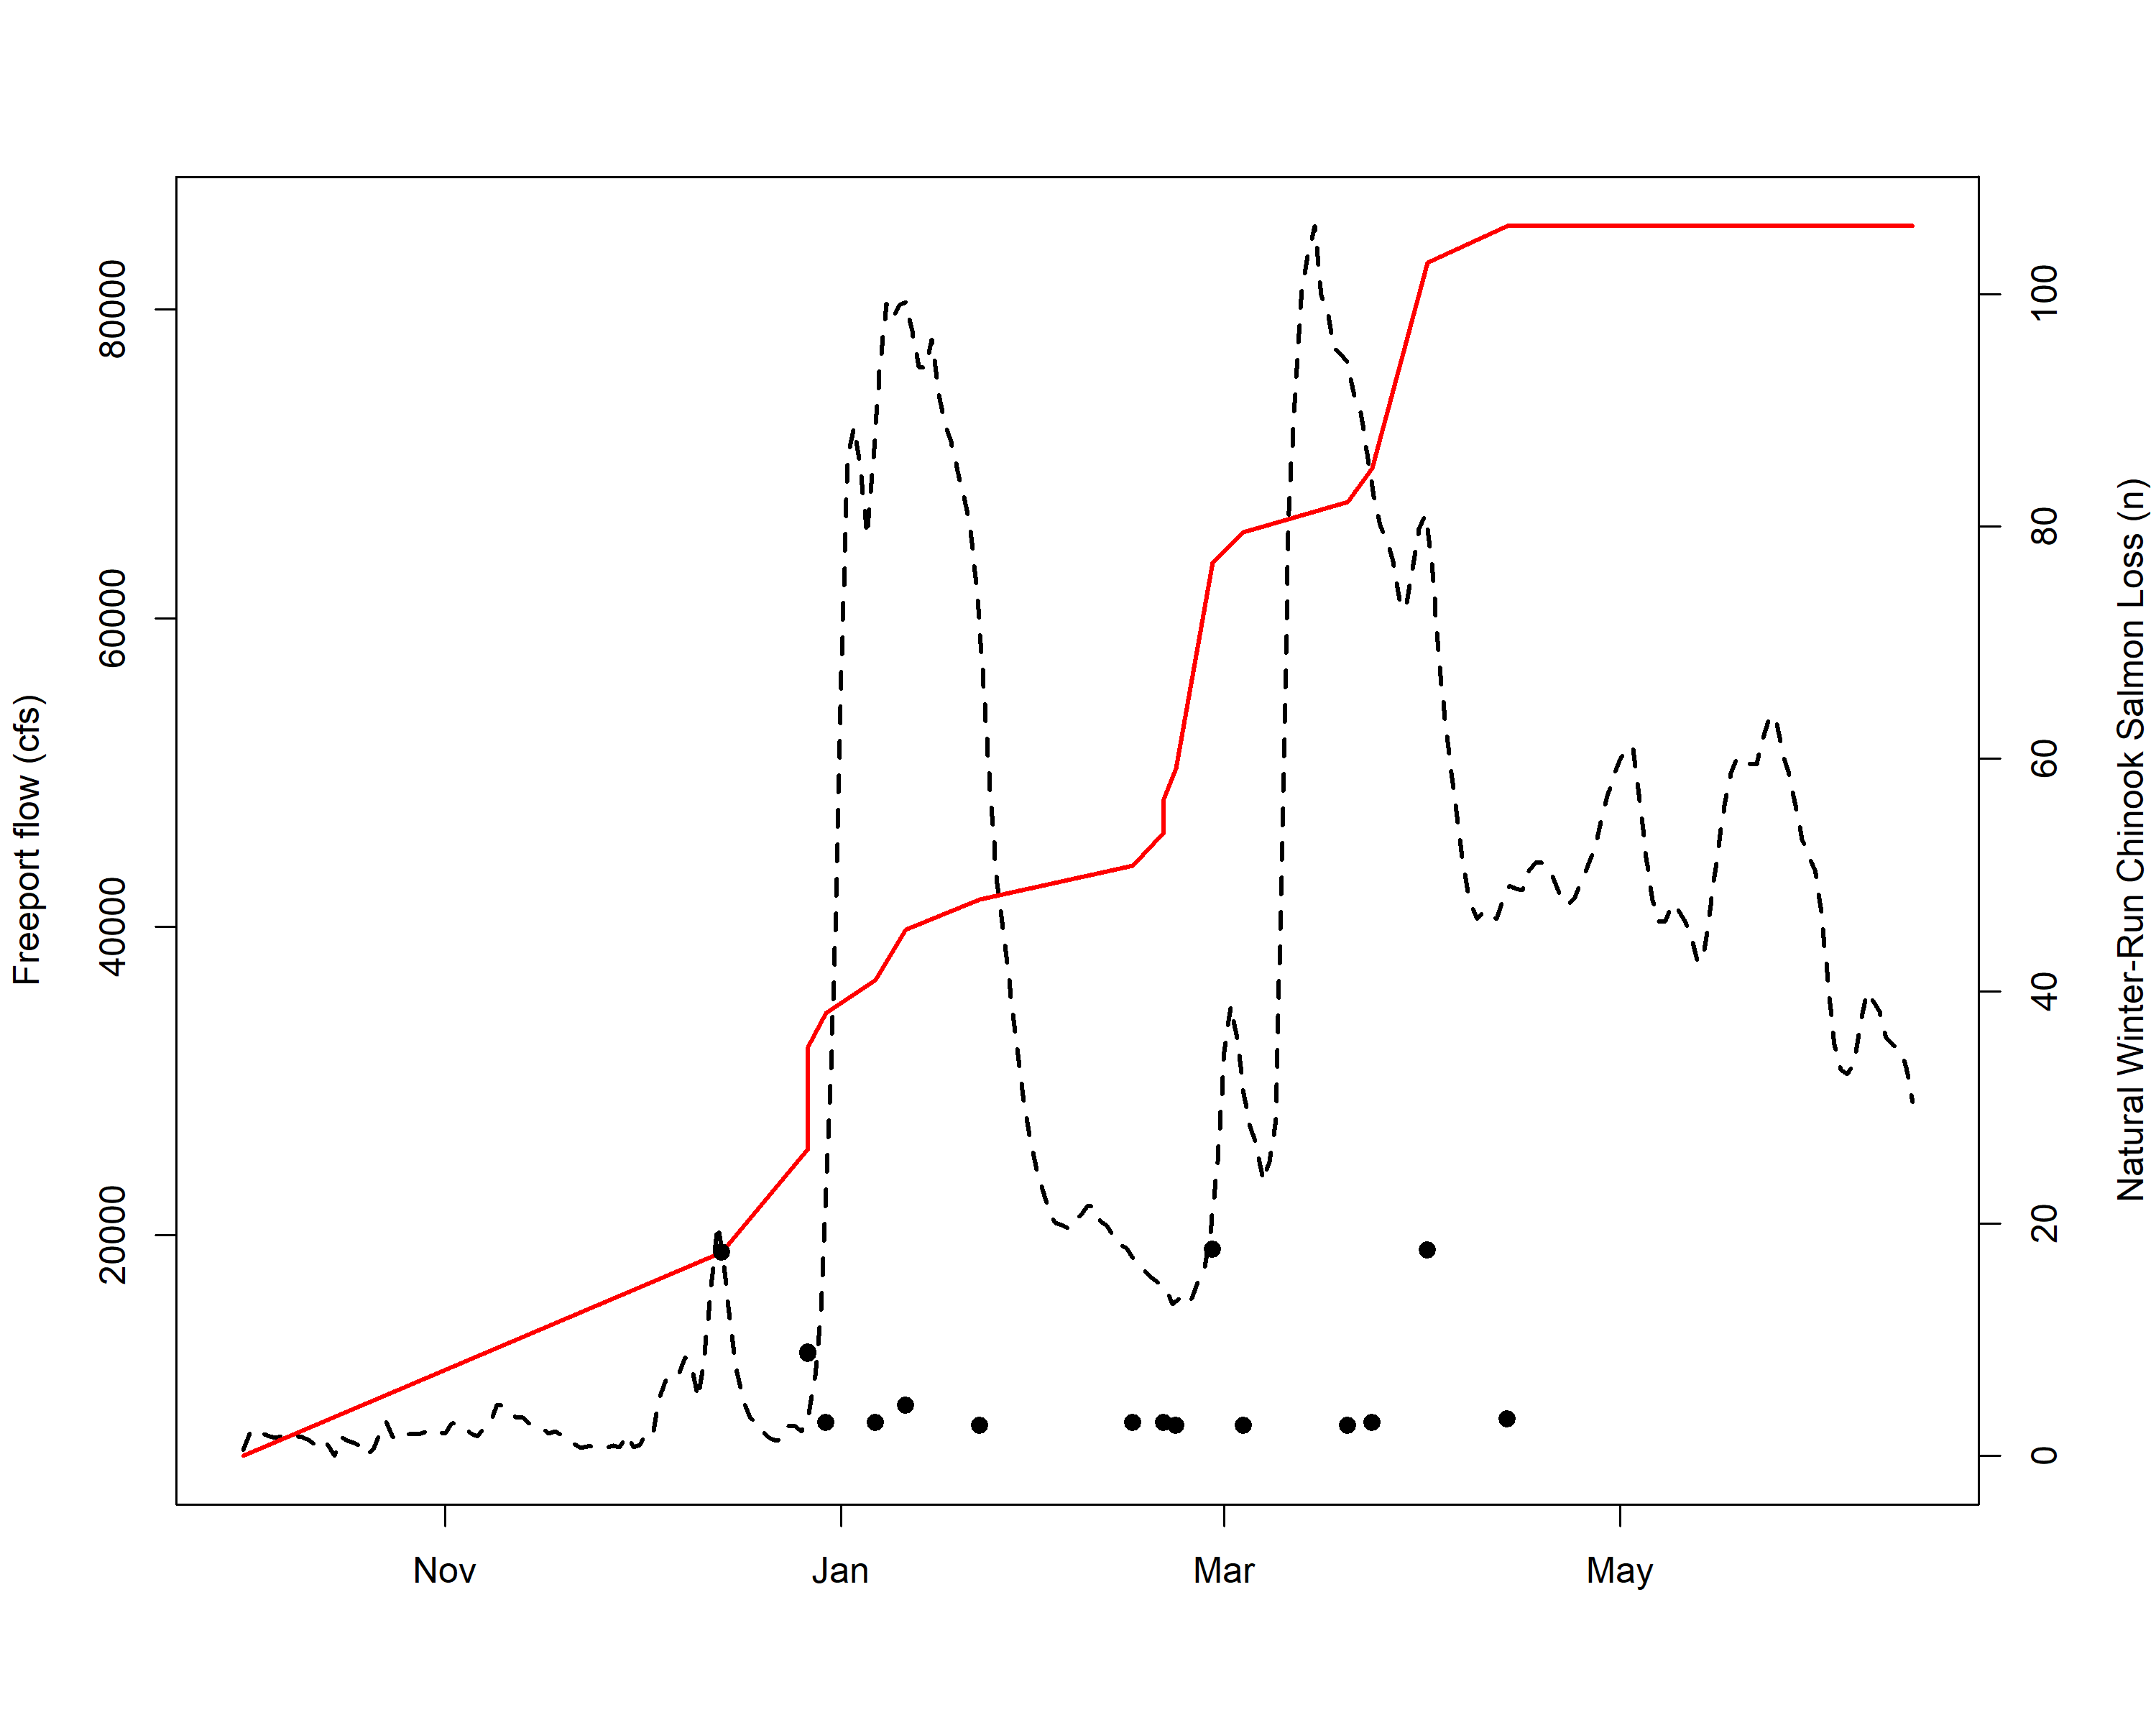 Freeport flow (cfs)
80000
60000
40000
20000
Nov
Jan
Mar
May
100
80
60
40
20
0
Natural Winter-Run Chinook Salmon Loss (n)